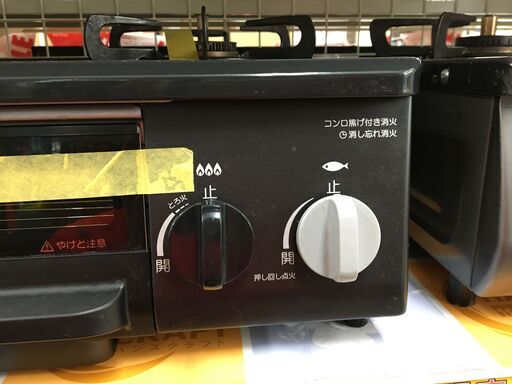 コンロ焦げ付き消火
消し忘れ消火
止
止
とろ火
開
開
押し回し点火
やけど注意